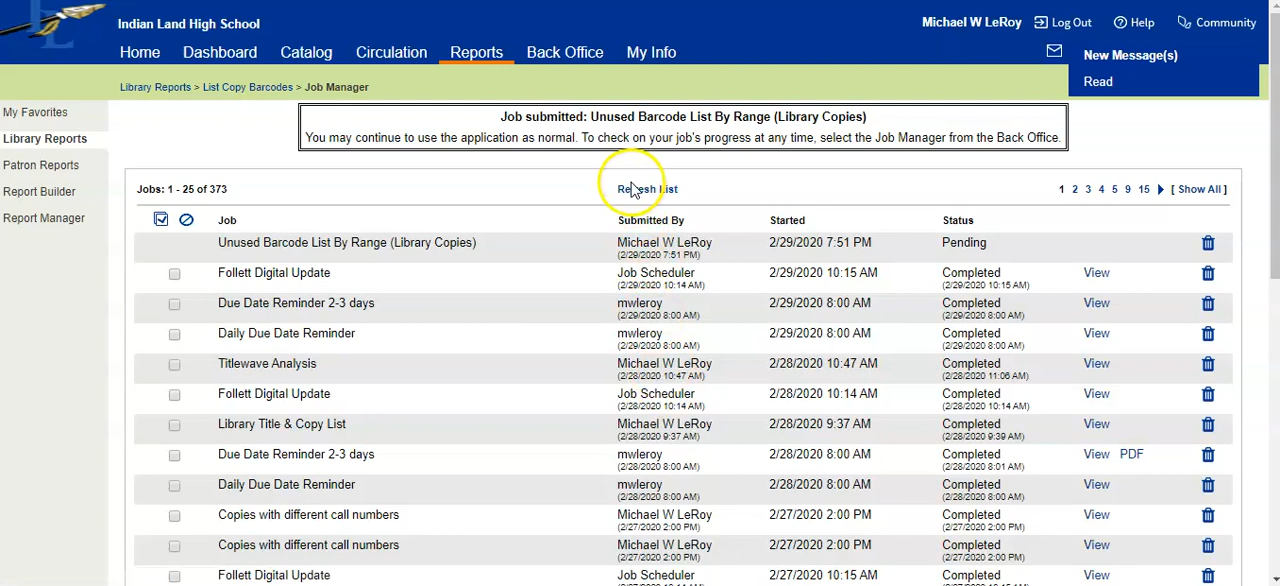 Indian Land High School
Michael W LeRoy Log Out Help Community
Home Dashboard Catalog Circulation Reports Back Office My Info
New Message(s)
Read
Library Reports > List Copy Barcodes > Job Manager
My Favorites
Library Reports
Patron Reports
Report Builder
Report Manager
Job submitted: Unused Barcode List By Range (Library Copies)
You may continue to use the application as normal. To check on your job's progress at any time, select the Job Manager from the Back Office.
Jobs: 1 - 25 of 373 Refresh List 1 2 3 4 5 9 15 [ Show All ]
Job Submitted By Started Status
Unused Barcode List By Range (Library Copies) Michael W LeRoy 2/29/2020 7:51 PM Pending
(2/29/2020 7:51 PM)
Follett Digital Update Job Scheduler 2/29/2020 10:15 AM Completed View
(2/29/2020 10:14 AM) (2/29/2020 10:15 AM)
Due Date Reminder 2-3 days mwleroy 2/29/2020 8:00 AM Completed View
(2/29/2020 8:00 AM) (2/29/2020 8:00 AM)
Daily Due Date Reminder mwleroy 2/29/2020 8:00 AM Completed View
(2/29/2020 8:00 AM) (2/29/2020 8:00 AM)
Titlewave Analysis Michael W LeRoy 2/28/2020 10:47 AM Completed View
(2/28/2020 10:47 AM) (2/28/2020 11:06 AM)
Follett Digital Update Job Scheduler 2/28/2020 10:14 AM Completed View
(2/28/2020 10:14 AM) (2/28/2020 10:14 AM)
Library Title & Copy List Michael W LeRoy 2/28/2020 9:37 AM Completed View
(2/28/2020 9:37 AM) (2/28/2020 9:39 AM)
Due Date Reminder 2-3 days mwleroy 2/28/2020 8:00 AM Completed View PDF
(2/28/2020 8:00 AM) (2/28/2020 8:01 AM)
Daily Due Date Reminder mwleroy 2/28/2020 8:00 AM Completed View
(2/28/2020 8:00 AM) (2/28/2020 8:00 AM)
Copies with different call numbers Michael W LeRoy 2/27/2020 2:00 PM Completed View
(2/27/2020 2:00 PM) (2/27/2020 2:00 PM)
Copies with different call numbers Michael W LeRoy 2/27/2020 2:00 PM Completed View
(2/27/2020 2:00 PM) (2/27/2020 2:00 PM)
Follett Digital Update Job Scheduler 2/27/2020 10:15 AM Completed View